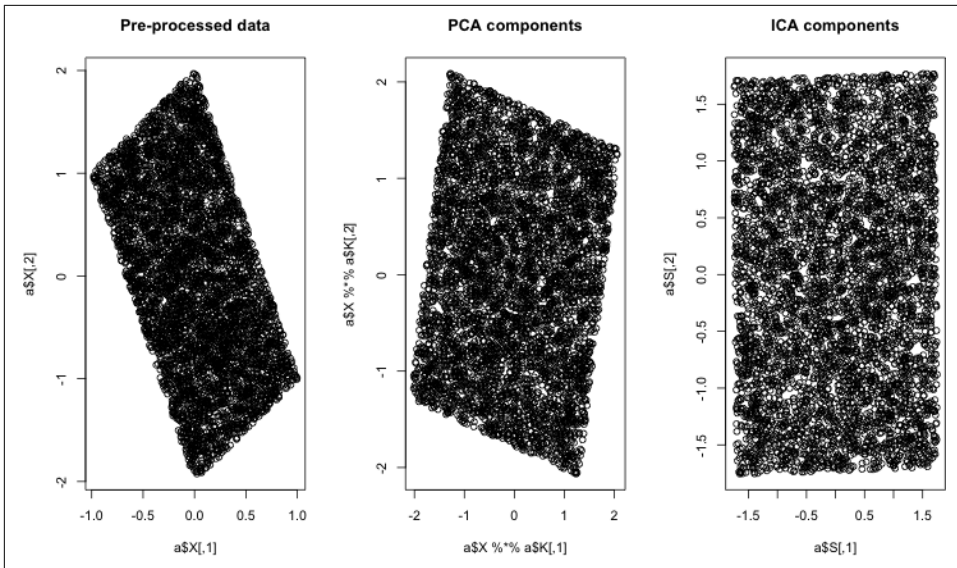 Pre-processed data
PCA components
ICA components
a$X[,2]
2
1
0
-1
-2
-1.0 -0.5 0.0 0.5 1.0
a$X[,1]
a$X %*% a$K[,2]
2
1
0
-1
-2
-2 -1 0 1 2
a$X %*% a$K[,1]
a$S[,2]
1.5
1.0
0.5
0.0
-0.5
-1.0
-1.5
-1.5 -0.5 0.5 1.5
a$S[,1]